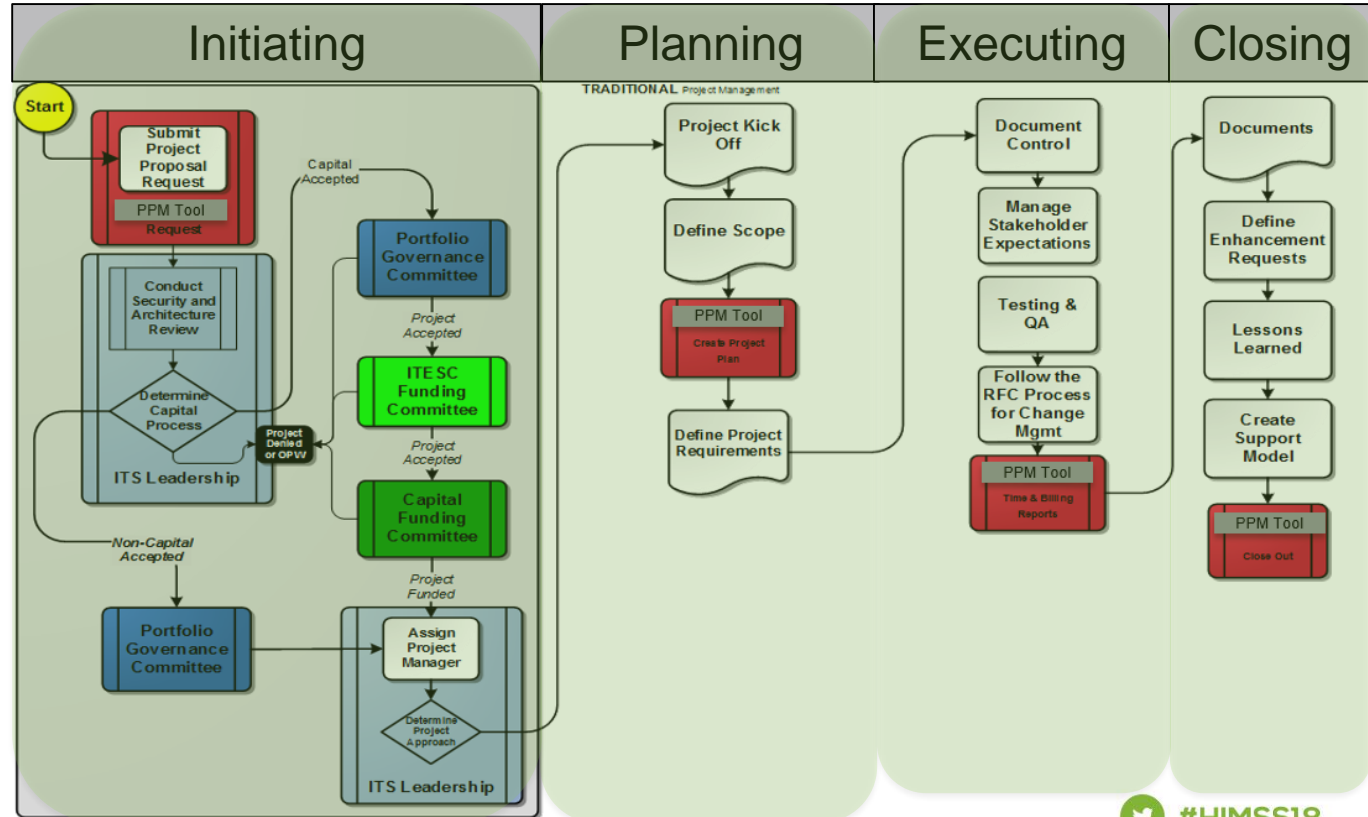 Initiating
Planning
Executing
Closing
Start
Submit
Project
Proposal
Request
PPM Tool
Request
Conduct
Security and
Architecture
Review
Determine
Capital
Process
ITS Leadership
Capital
Accepted
Portfolio
Governance
Committee
Project
Accepted
ITESC
Funding
Committee
Project
Denied
or OPW
Project
Accepted
Capital
Funding
Committee
Project
Funded
Non-Capital
Accepted
Portfolio
Governance
Committee
Assign
Project
Manager
Determine
Project
Approach
ITS Leadership
TRADITIONAL Project Management
Project Kick
Off
Define Scope
PPM Tool
Create Project
Plan
Define Project
Requirements
Document
Control
Manage
Stakeholder
Expectations
Testing &
QA
Follow the
RFC Process
for Change
Mgmt
PPM Tool
Time & Billing
Reports
Documents
Define
Enhancement
Requests
Lessons
Learned
Create
Support
Model
PPM Tool
Close Out